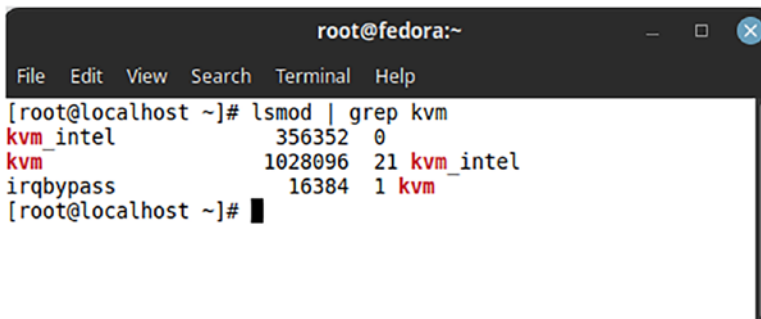 root@fedora:~
File Edit View Search Terminal Help
[root@localhost ~]# lsmod | grep kvm
kvm_intel 356352 0
kvm 1028096 21 kvm_intel
irqbypass 16384 1 kvm
[root@localhost ~]#